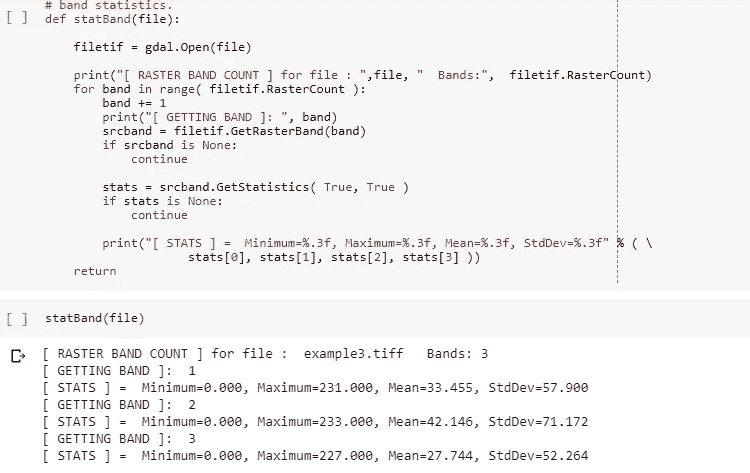 # band statistics.
[ ] def statBand(file):
filetif = gdal.Open(file)
print("[ RASTER BAND COUNT ] for file : ",file, "  Bands:",  filetif.RasterCount)
for band in range( filetif.RasterCount ):
band += 1
print("[ GETTING BAND ]: ", band)
srcband = filetif.GetRasterBand(band)
if srcband is None:
continue
stats = srcband.GetStatistics( True, True )
if stats is None:
continue
print("[ STATS ] =  Minimum=%.3f, Maximum=%.3f, Mean=%.3f, StdDev=%.3f" % ( \
stats[0], stats[1], stats[2], stats[3] ))
return
[ ] statBand(file)
[ RASTER BAND COUNT ] for file :  example3.tiff   Bands: 3
[ GETTING BAND ]:  1
[ STATS ] =  Minimum=0.000, Maximum=231.000, Mean=33.455, StdDev=57.900
[ GETTING BAND ]:  2
[ STATS ] =  Minimum=0.000, Maximum=233.000, Mean=42.146, StdDev=71.172
[ GETTING BAND ]:  3
[ STATS ] =  Minimum=0.000, Maximum=227.000, Mean=27.744, StdDev=52.264